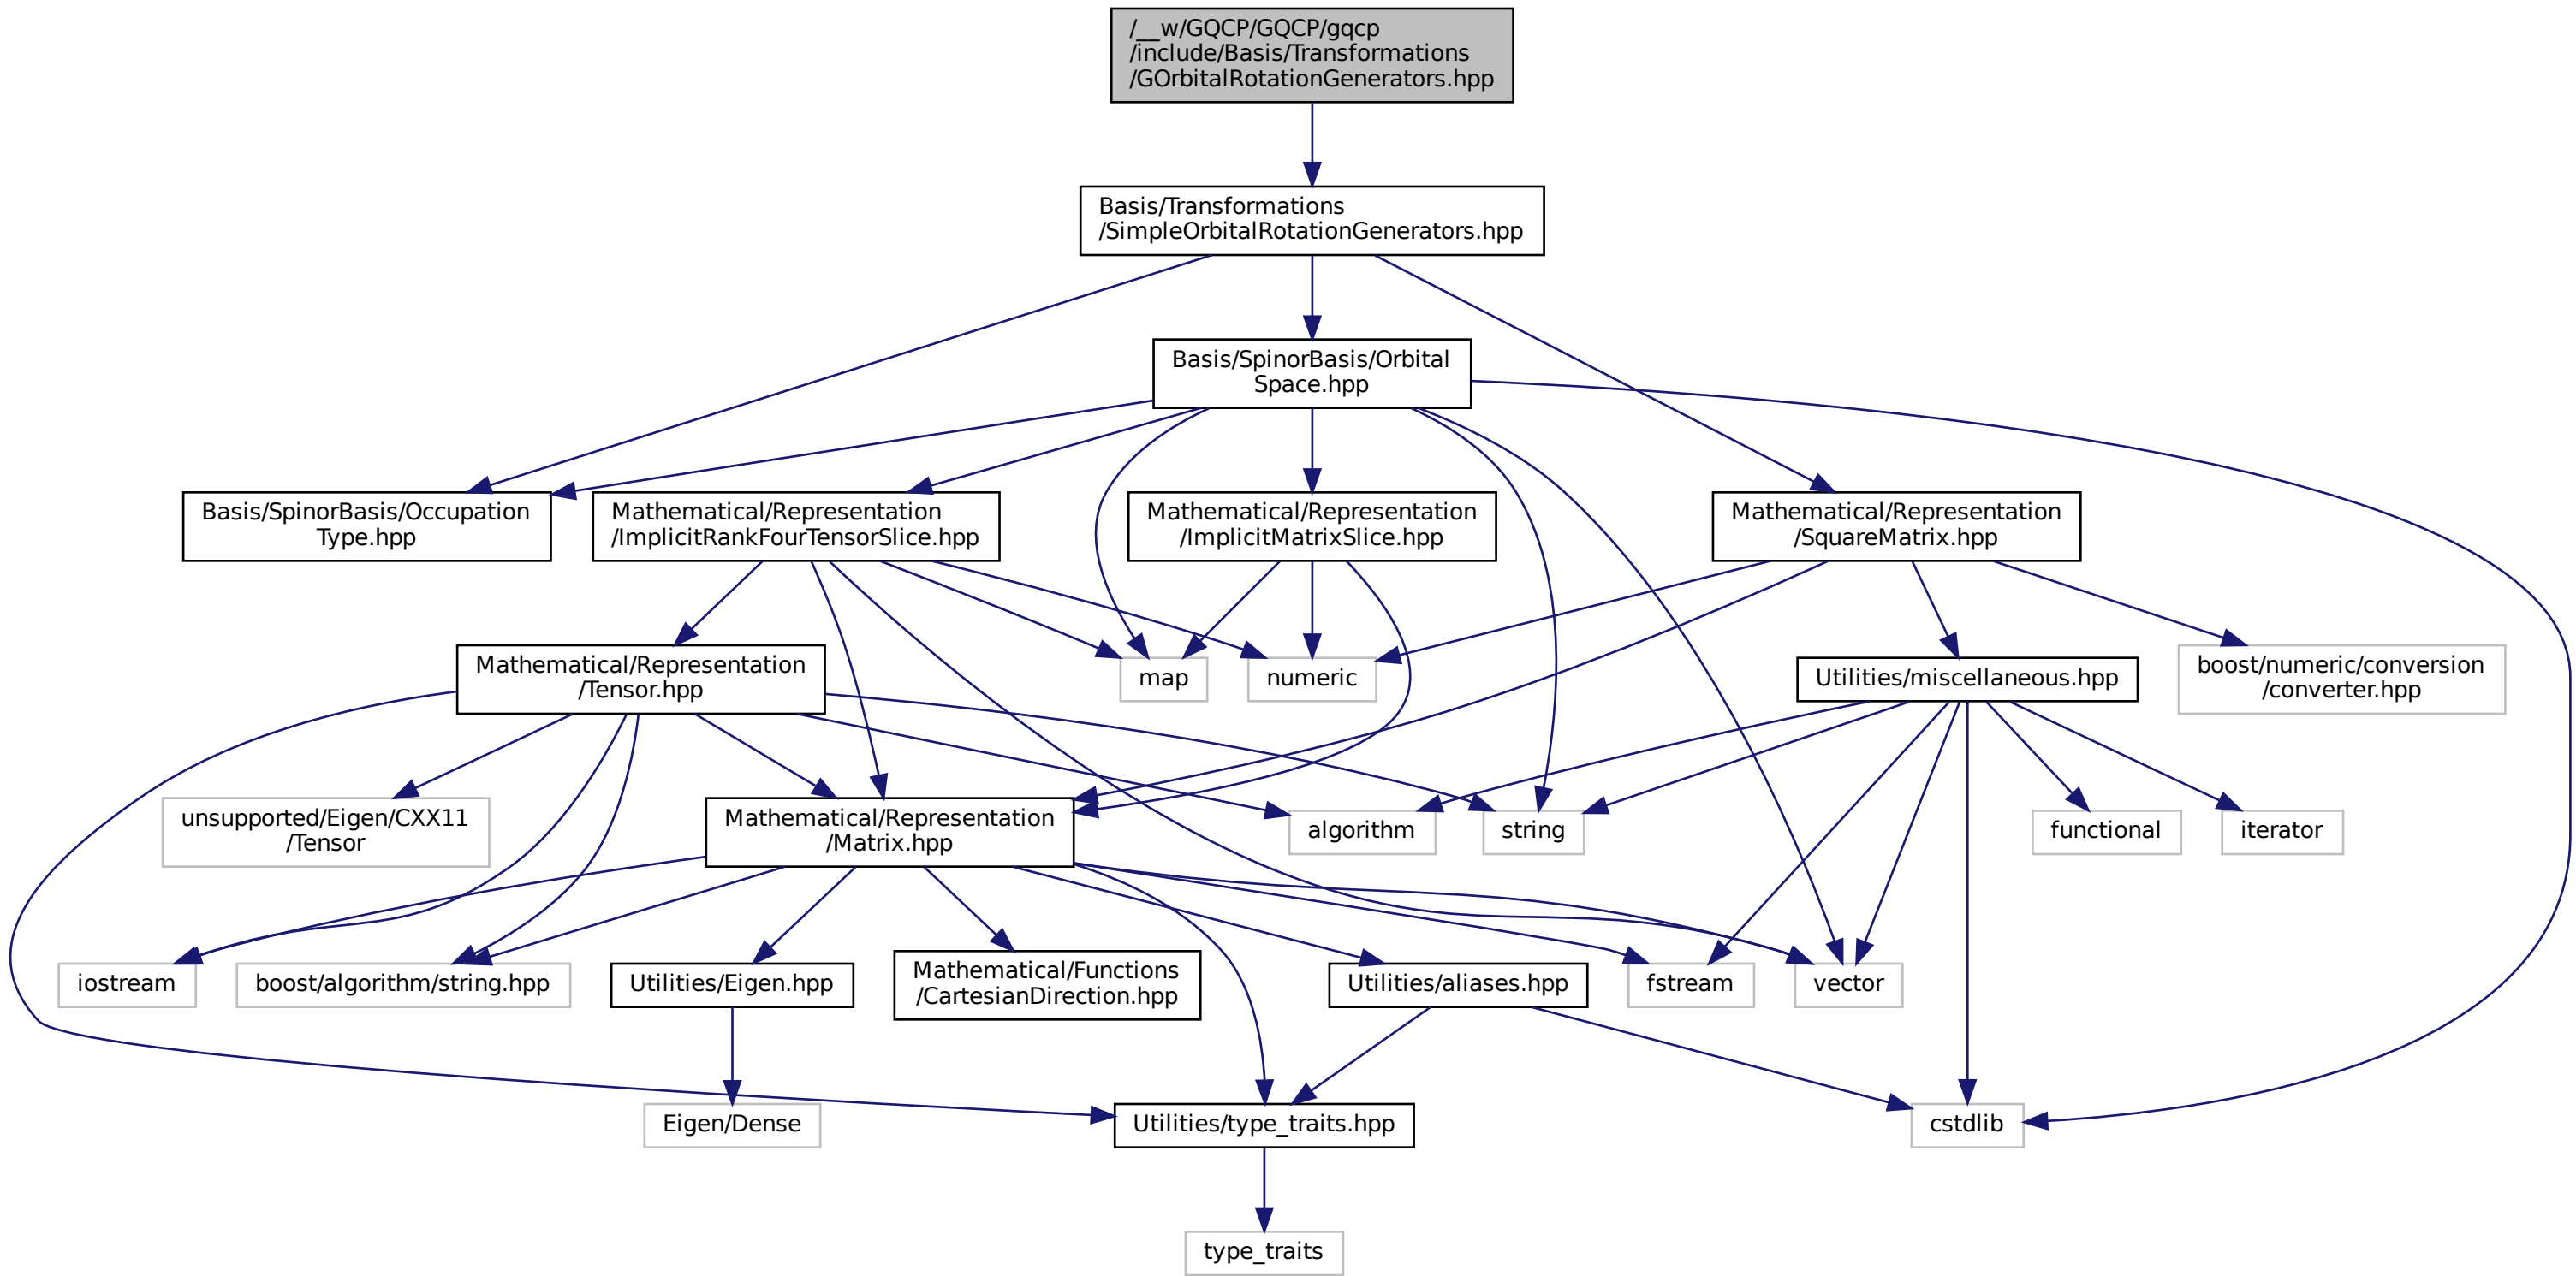 /__w/GQCP/GQCP/gqcp
/include/Basis/Transformations
/GOrbitalRotationGenerators.hpp
Basis/Transformations
/SimpleOrbitalRotationGenerators.hpp
Basis/SpinorBasis/Orbital
Space.hpp
Basis/SpinorBasis/Occupation
Type.hpp
Mathematical/Representation
/ImplicitRankFourTensorSlice.hpp
Mathematical/Representation
/ImplicitMatrixSlice.hpp
Mathematical/Representation
/SquareMatrix.hpp
Mathematical/Representation
/Tensor.hpp
map
numeric
Utilities/miscellaneous.hpp
boost/numeric/conversion
/converter.hpp
unsupported/Eigen/CXX11
/Tensor
Mathematical/Representation
/Matrix.hpp
algorithm
string
functional
iterator
iostream
boost/algorithm/string.hpp
Utilities/Eigen.hpp
Mathematical/Functions
/CartesianDirection.hpp
Utilities/aliases.hpp
fstream
vector
Eigen/Dense
Utilities/type_traits.hpp
cstdlib
type_traits